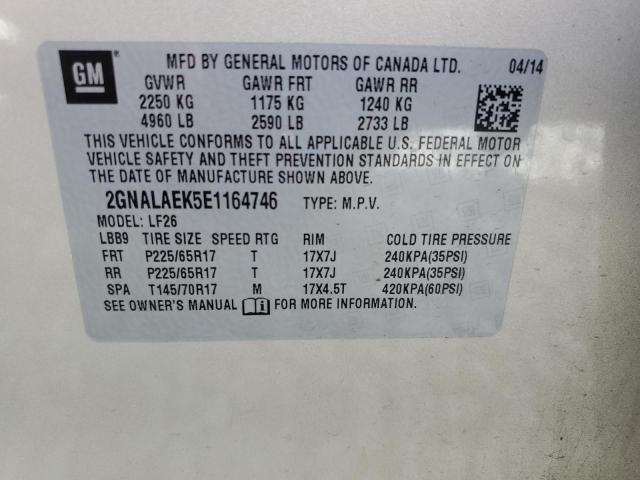 GM
MFD BY GENERAL MOTORS OF CANADA LTD. 04/14
GVWR GAWR FRT GAWR RR
2250 KG 1175 KG 1240 KG
4960 LB 2590 LB 2733 LB
THIS VEHICLE CONFORMS TO ALL APPLICABLE U.S. FEDERAL MOTOR
VEHICLE SAFETY AND THEFT PREVENTION STANDARDS IN EFFECT ON
THE DATE OF MANUFACTURE SHOWN ABOVE.
2GNALAEK5E1164746 TYPE: M.P.V.
MODEL: LF26
LBB9 TIRE SIZE SPEED RTG RIM COLD TIRE PRESSURE
FRT P225/65R17 T 17X7J 240KPA(35PSI)
RR P225/65R17 T 17X7J 240KPA(35PSI)
SPA T145/70R17 M 17X4.5T 420KPA(60PSI)
SEE OWNER'S MANUAL i FOR MORE INFORMATION.